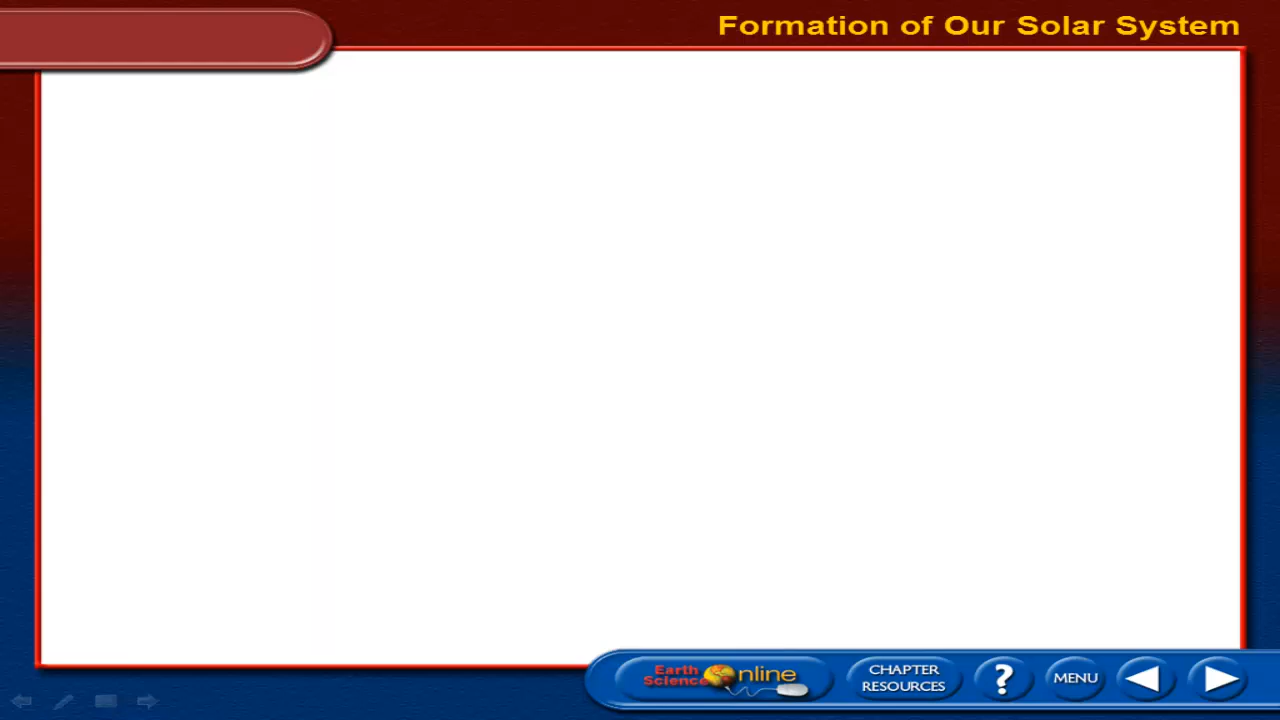 Formation of Our Solar System
Earth
Science nline
CHAPTER
RESOURCES
?
MENU